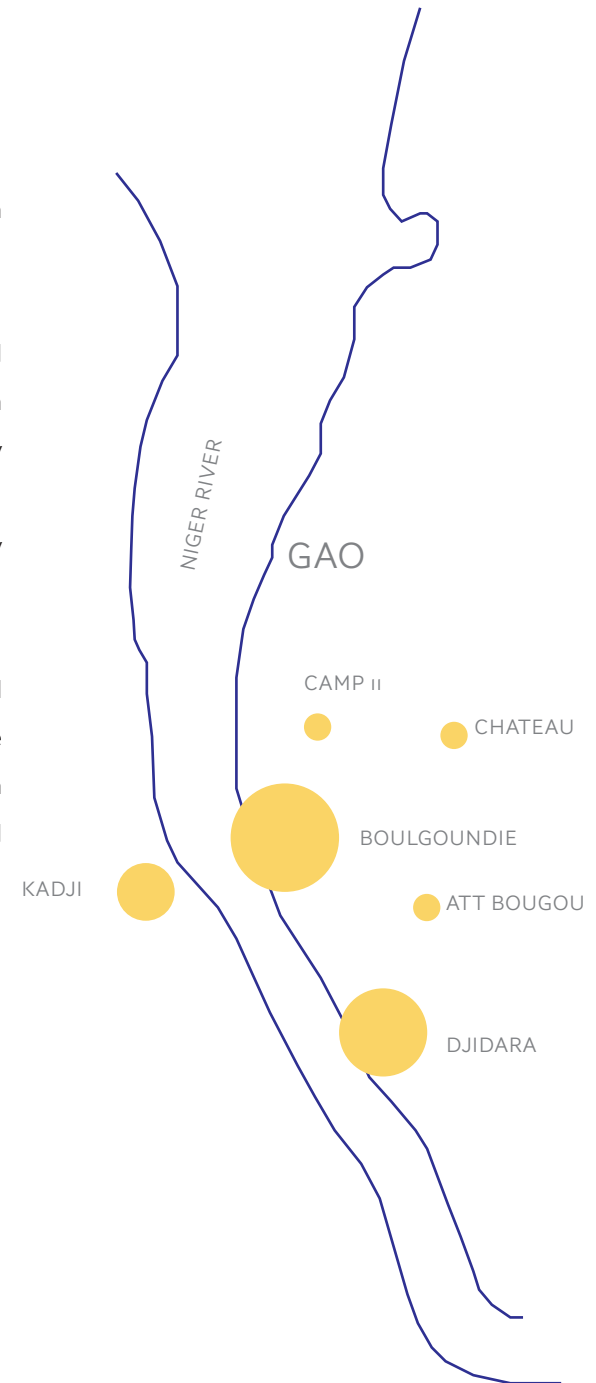 NIGER RIVER
GAO
CAMP II
CHATEAU
BOULGOUNDIE
KADJI
ATT BOUGOU
DJIDARA